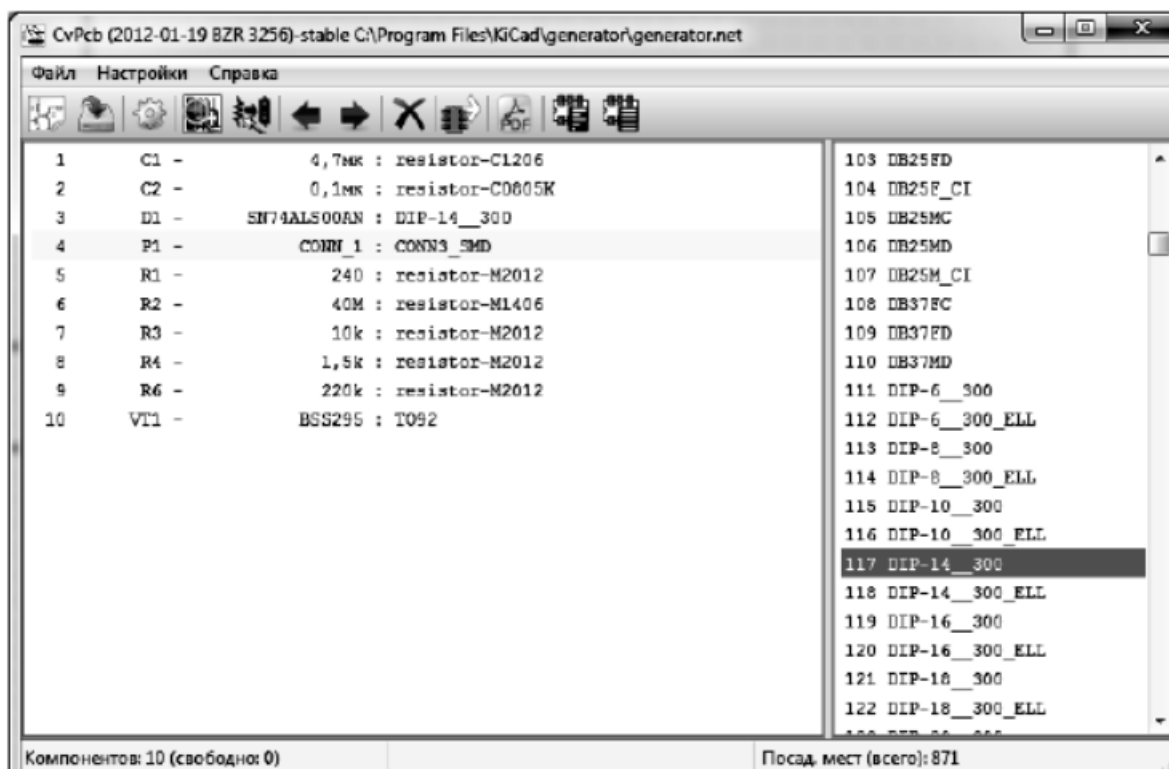 CvPcb (2012-01-19 BZR 3256)-stable C:\Program Files\KiCad\generator\generator.net
Файл Настройки Справка
PDF
1 C1 - 4,7мк : resistor-C1206
2 C2 - 0,1мк : resistor-C0805K
3 D1 - SN74ALS00AN : DIP-14__300
4 P1 - CONN_1 : CONN3_SMD
5 R1 - 240 : resistor-M2012
6 R2 - 40M : resistor-M1406
7 R3 - 10k : resistor-M2012
8 R4 - 1,5k : resistor-M2012
9 R6 - 220k : resistor-M2012
10 VT1 - BSS295 : TO92
103 DB25FD
104 DB25F_CI
105 DB25MC
106 DB25MD
107 DB25M_CI
108 DB37FC
109 DB37FD
110 DB37MD
111 DIP-6__300
112 DIP-6__300_ELL
113 DIP-8__300
114 DIP-8__300_ELL
115 DIP-10__300
116 DIP-10__300_ELL
117 DIP-14__300
118 DIP-14__300_ELL
119 DIP-16__300
120 DIP-16__300_ELL
121 DIP-18__300
122 DIP-18__300_ELL
Компонентов: 10 (свободно: 0)
Посад. мест (всего): 871